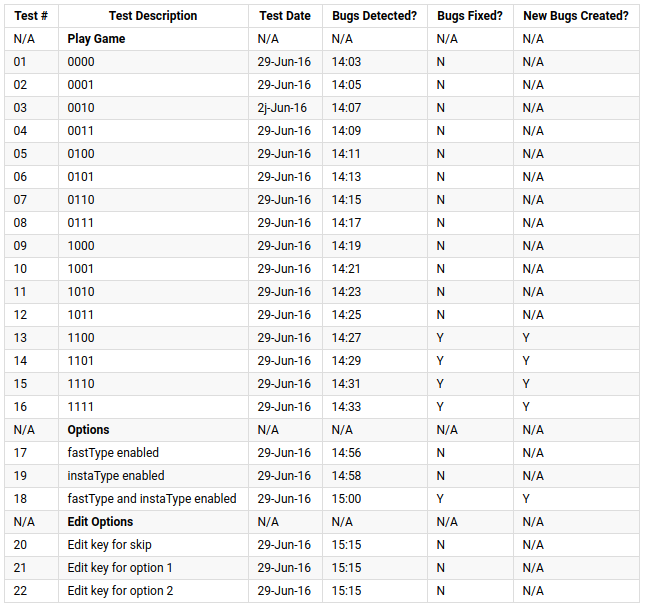 Test # Test Description Test Date Bugs Detected? Bugs Fixed? New Bugs Created?
N/A Play Game N/A N/A N/A N/A
01 0000 29-Jun-16 14:03 N N/A
02 0001 29-Jun-16 14:05 N N/A
03 0010 2j-Jun-16 14:07 N N/A
04 0011 29-Jun-16 14:09 N N/A
05 0100 29-Jun-16 14:11 N N/A
06 0101 29-Jun-16 14:13 N N/A
07 0110 29-Jun-16 14:15 N N/A
08 0111 29-Jun-16 14:17 N N/A
09 1000 29-Jun-16 14:19 N N/A
10 1001 29-Jun-16 14:21 N N/A
11 1010 29-Jun-16 14:23 N N/A
12 1011 29-Jun-16 14:25 N N/A
13 1100 29-Jun-16 14:27 Y Y
14 1101 29-Jun-16 14:29 Y Y
15 1110 29-Jun-16 14:31 Y Y
16 1111 29-Jun-16 14:33 Y Y
N/A Options N/A N/A N/A N/A
17 fastType enabled 29-Jun-16 14:56 N N/A
19 instaType enabled 29-Jun-16 14:58 N N/A
18 fastType and instaType enabled 29-Jun-16 15:00 Y Y
N/A Edit Options N/A N/A N/A N/A
20 Edit key for skip 29-Jun-16 15:15 N N/A
21 Edit key for option 1 29-Jun-16 15:15 N N/A
22 Edit key for option 2 29-Jun-16 15:15 N N/A